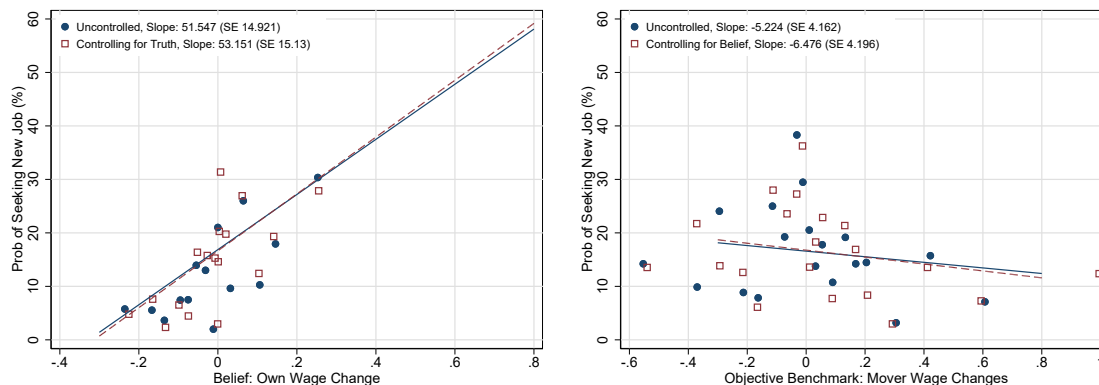 Uncontrolled, Slope: 51.547 (SE 14.921)
Controlling for Truth, Slope: 53.151 (SE 15.13)
Prob of Seeking New Job (%)
60
50
40
30
20
10
0
-.4 -.2 0 .2 .4 .6 .8
Belief: Own Wage Change
Uncontrolled, Slope: -5.224 (SE 4.162)
Controlling for Belief, Slope: -6.476 (SE 4.196)
Prob of Seeking New Job (%)
60
50
40
30
20
10
0
-.6 -.4 -.2 0 .2 .4 .6 .8 1
Objective Benchmark: Mover Wage Changes